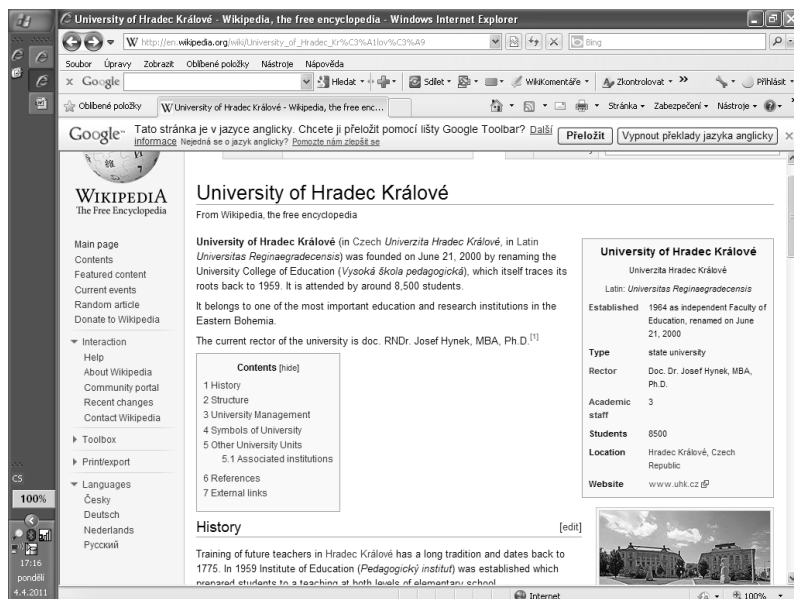 University of Hradec Králové - Wikipedia, the free encyclopedia - Windows Internet Explorer
http://en.wikipedia.org/wiki/University_of_Hradec_Kr%C3%A1lov%C3%A9
Bing
Soubor Úpravy Zobrazit Oblíbené položky Nástroje Nápověda
x Google Hledat Sdílet WikiKomentáře Zkontrolovat Přihlásit
Oblíbené položky University of Hradec Králové - Wikipedia, the free enc... Stránka Zabezpečení Nástroje
Google Tato stránka je v jazyce anglicky. Chcete ji přeložit pomocí lišty Google Toolbar? Další
informace Nejedná se o jazyk anglicky? Pomozte nám zlepšit se
Přeložit Vypnout překlady jazyka anglicky
WIKIPEDIA
The Free Encyclopedia
Main page
Contents
Featured content
Current events
Random article
Donate to Wikipedia
Interaction
Help
About Wikipedia
Community portal
Recent changes
Contact Wikipedia
Toolbox
Print/export
Languages
Česky
Deutsch
Nederlands
Русский
University of Hradec Králové
From Wikipedia, the free encyclopedia
University of Hradec Králové (in Czech Univerzita Hradec Králové, in Latin
Universitas Reginaegradecensis) was founded on June 21, 2000 by renaming the
University College of Education (Vysoká škola pedagogická), which itself traces its
roots back to 1959. It is attended by around 8,500 students.
It belongs to one of the most important education and research institutions in the
Eastern Bohemia.
The current rector of the university is doc. RNDr. Josef Hynek, MBA, Ph.D.[1]
Contents [hide]
1 History
2 Structure
3 University Management
4 Symbols of University
5 Other University Units
5.1 Associated institutions
6 References
7 External links
History [edit]
Training of future teachers in Hradec Králové has a long tradition and dates back to
1775. In 1959 Institute of Education (Pedagogický institut) was established which
prepared students to a teaching at both levels of elementary school
University of Hradec Králové
Univerzita Hradec Králové
Latin: Universitas Reginaegradecensis
Established 1964 as independent Faculty of
Education, renamed on June
21, 2000
Type state university
Rector Doc. Dr. Josef Hynek, MBA,
Ph.D.
Academic staff 3
Students 8500
Location Hradec Králové, Czech
Republic
Website www.uhk.cz
CS
100%
17:16
pondělí
4.4.2011
Internet 100%